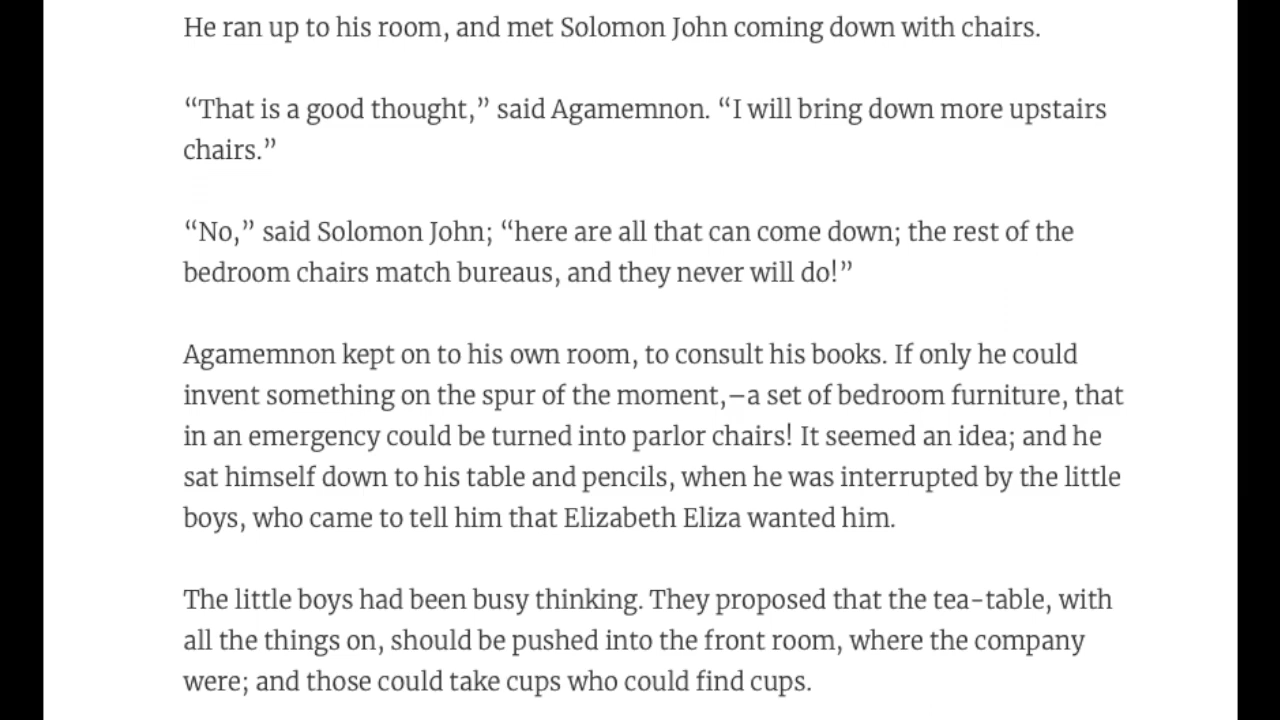 He ran up to his room, and met Solomon John coming down with chairs.
“That is a good thought,” said Agamemnon. “I will bring down more upstairs
chairs.”
“No,” said Solomon John; “here are all that can come down; the rest of the
bedroom chairs match bureaus, and they never will do!”
Agamemnon kept on to his own room, to consult his books. If only he could
invent something on the spur of the moment,–a set of bedroom furniture, that
in an emergency could be turned into parlor chairs! It seemed an idea; and he
sat himself down to his table and pencils, when he was interrupted by the little
boys, who came to tell him that Elizabeth Eliza wanted him.
The little boys had been busy thinking. They proposed that the tea-table, with
all the things on, should be pushed into the front room, where the company
were; and those could take cups who could find cups.